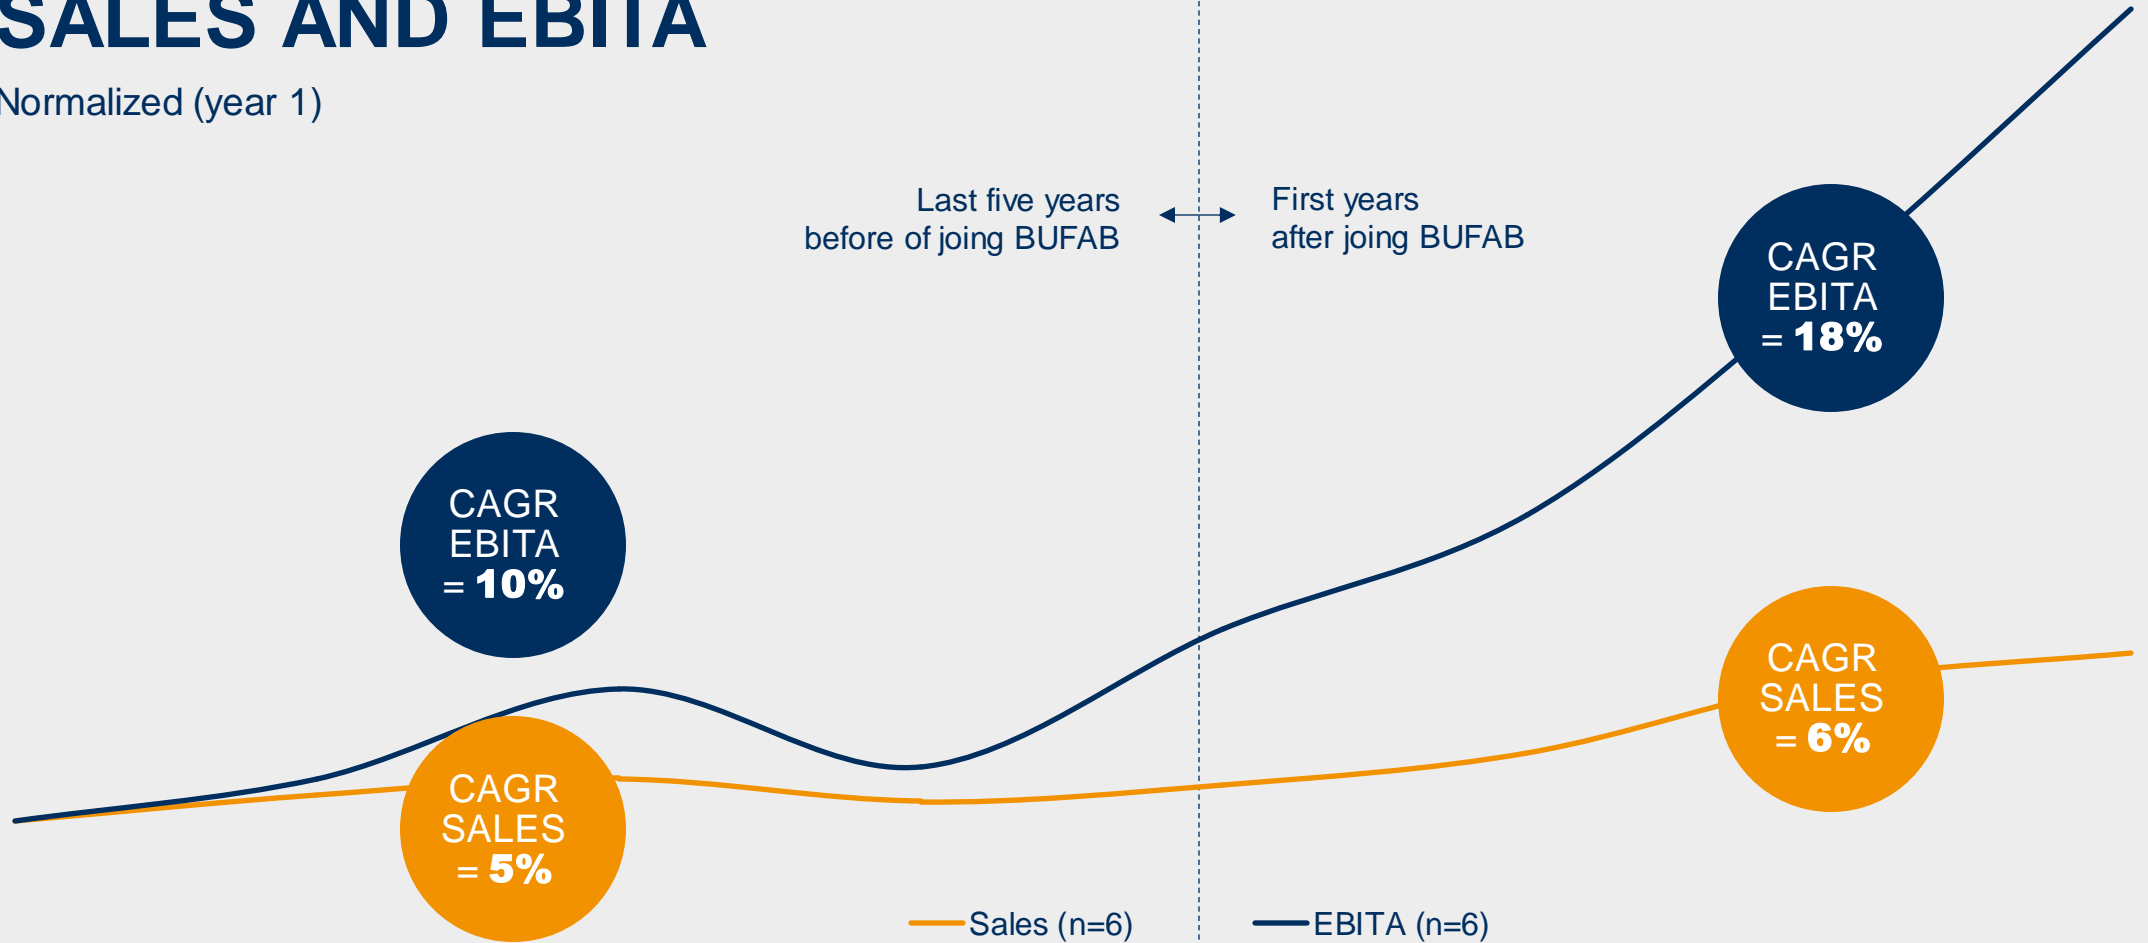 SALES AND EBITA
Normalized (year 1)
Last five years
before of joing BUFAB
First years
after joing BUFAB
CAGR
EBITA
= 18%
CAGR
EBITA
= 10%
CAGR
SALES
= 6%
CAGR
SALES
= 5%
Sales (n=6)
EBITA (n=6)